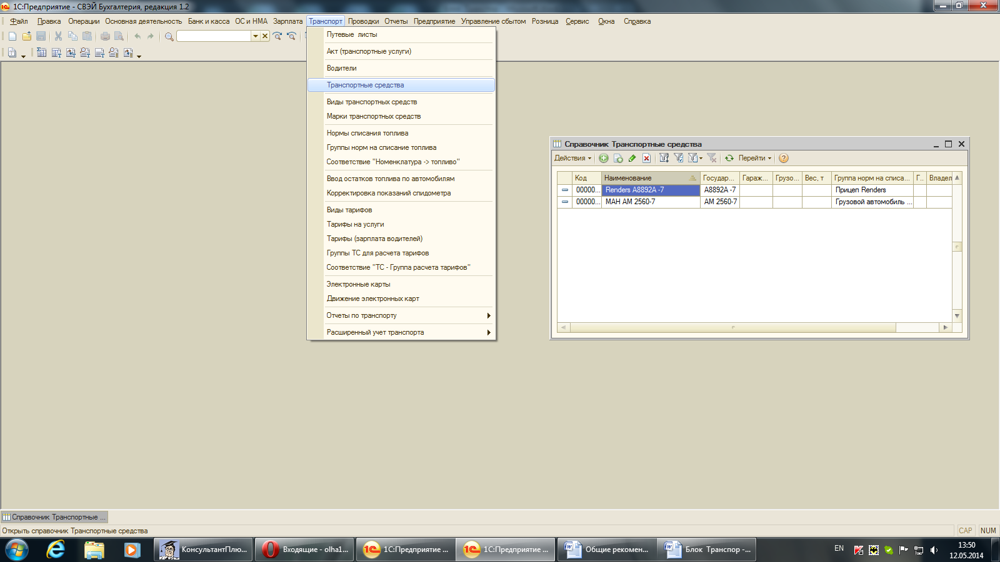 1С:Предприятие - СВЭЙ Бухгалтерия, редакция 1.2
Файл Правка Операции Основная деятельность Банк и касса ОС и НМА Зарплата Транспорт Проводки Отчеты Предприятие Управление сбытом Розница Сервис Окна Справка
Путевые листы
Акт (транспортные услуги)
Водители
Транспортные средства
Виды транспортных средств
Марки транспортных средств
Нормы списания топлива
Группы норм на списание топлива
Соответствие "Номенклатура -> топливо"
Ввод остатков топлива по автомобилям
Корректировка показаний спидометра
Виды тарифов
Тарифы на услуги
Тарифы (зарплата водителей)
Группы ТС для расчета тарифов
Соответствие "ТС - Группа расчета тарифов"
Электронные карты
Движение электронных карт
Отчеты по транспорту
Расширенный учет транспорта
Справочник Транспортные средства
Действия Перейти
Код Наименование Государ... Гараж... Грузо... Вес, т Группа норм на списа... Г.. Владел
00000... Renders A8892A -7 A8892A -7 Прицеп Renders
00000... МАН АМ 2560-7 АМ 2560-7 Грузовой автомобиль ...
Справочник Транспортные ...
Открыть справочник Транспортные средства
CAP NUM
КонсультантПлю... Входящие - olha1... 1С:Предприятие ... 1С:Предприятие ... Общие рекомен... Блок Транспор -...
EN
13:50
12.05.2014